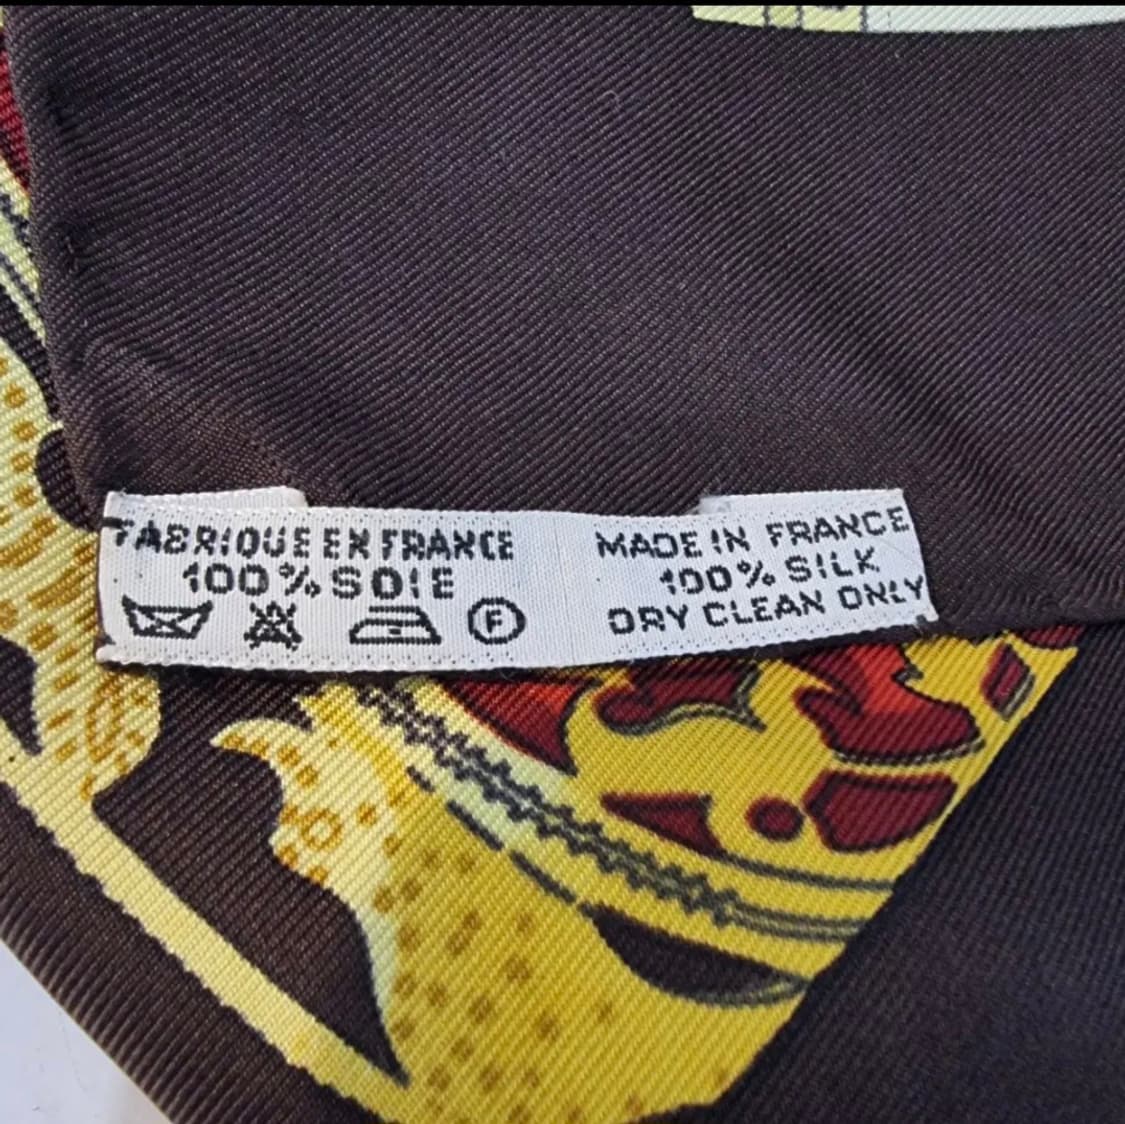 FABRIQUE EN FRANCE
100% SOIE
F
MADE IN FRANCE
100% SILK
DRY CLEAN ONLY